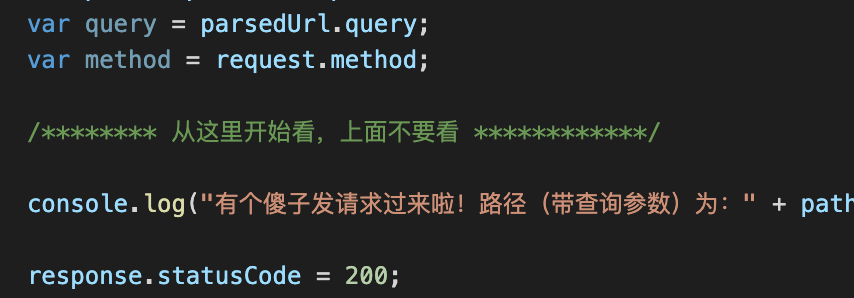 var query = parsedUrl.query;
var method = request.method;
/******** 从这里开始看，上面不要看 ************/
console.log("有个傻子发请求过来啦！路径（带查询参数）为：" + path
response.statusCode = 200;